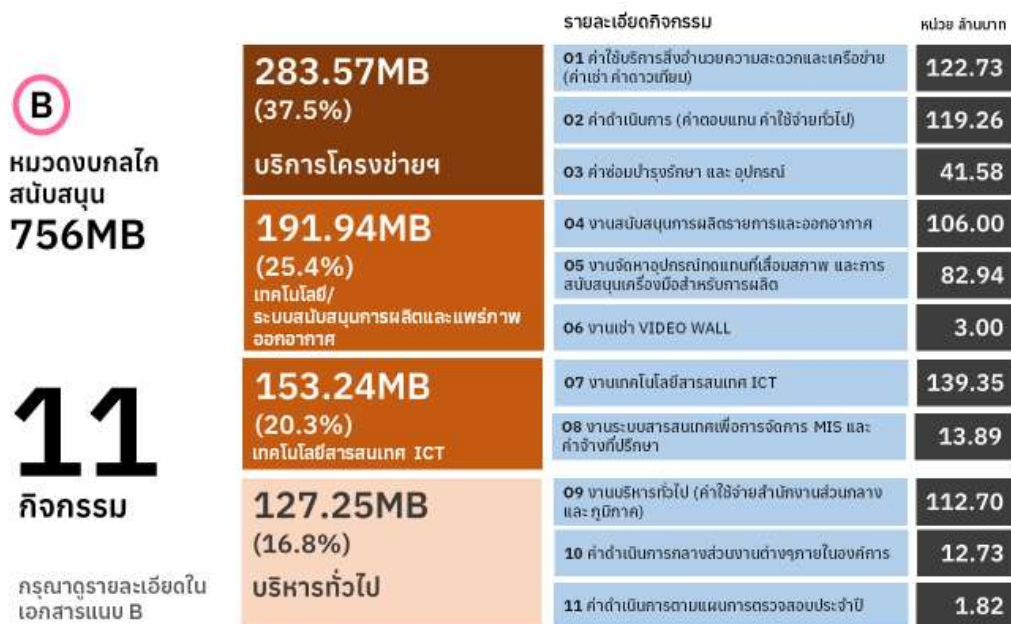 รายละเอียดกิจกรรม
หน่วย ล้านบาท
B
หมวดงบกลไก
สนับสนุน
756MB
11
กิจกรรม
กรุณาดูรายละเอียดใน
เอกสารแนบ B
283.57MB
(37.5%)
บริการโครงข่ายฯ
01 ค่าใช้บริการสิ่งอำนวยความสะดวกและเครือข่าย
(ค่าเช่า ค่าดาวเทียม)
122.73
02 ค่าดำเนินการ (ค่าตอบแทน ค่าใช้จ่ายทั่วไป)
119.26
03 ค่าซ่อมบำรุงรักษา และ อุปกรณ์
41.58
191.94MB
(25.4%)
เทคโนโลยี/
ระบบสนับสนุนการผลิตและแพร่ภาพ
ออกอากาศ
04 งานสนับสนุนการผลิตรายการและออกอากาศ
106.00
05 งานจัดหาอุปกรณ์ทดแทนที่เสื่อมสภาพ และการ
สนับสนุนเครื่องมือสำหรับการผลิต
82.94
06 งานเช่า VIDEO WALL
3.00
153.24MB
(20.3%)
เทคโนโลยีสารสนเทศ ICT
07 งานเทคโนโลยีสารสนเทศ ICT
139.35
08 งานระบบสารสนเทศเพื่อการจัดการ MIS และ
ค่าจ้างที่ปรึกษา
13.89
127.25MB
(16.8%)
บริหารทั่วไป
09 งานบริหารทั่วไป (ค่าใช้จ่ายสำนักงานส่วนกลาง
และ ภูมิภาค)
112.70
10 ค่าดำเนินการกลางส่วนงานต่างๆภายในองค์การ
12.73
11 ค่าดำเนินการตามแผนการตรวจสอบประจำปี
1.82